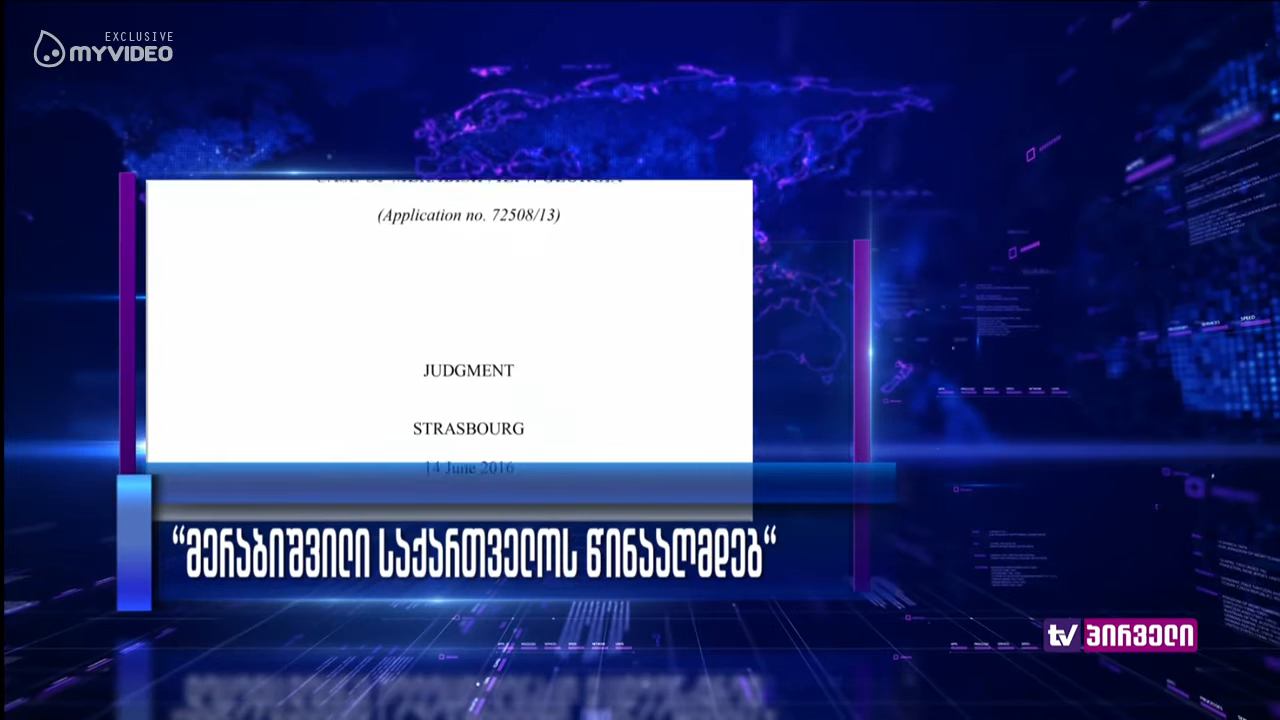 EXCLUSIVE
MYVIDEO
(Application no. 72508/13)
JUDGMENT
STRASBOURG
14 June 2016
“მერაბიშვილი საქართველოს წინააღმდეგ“
tv პირველი